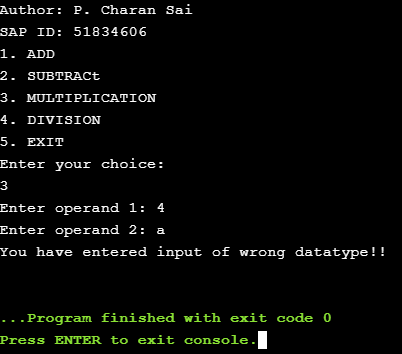 Author: P. Charan Sai
SAP ID: 51834606
1. ADD
2. SUBTRACt
3. MULTIPLICATION
4. DIVISION
5. EXIT
Enter your choice:
3
Enter operand 1: 4
Enter operand 2: a
You have entered input of wrong datatype!!
...Program finished with exit code 0
Press ENTER to exit console.